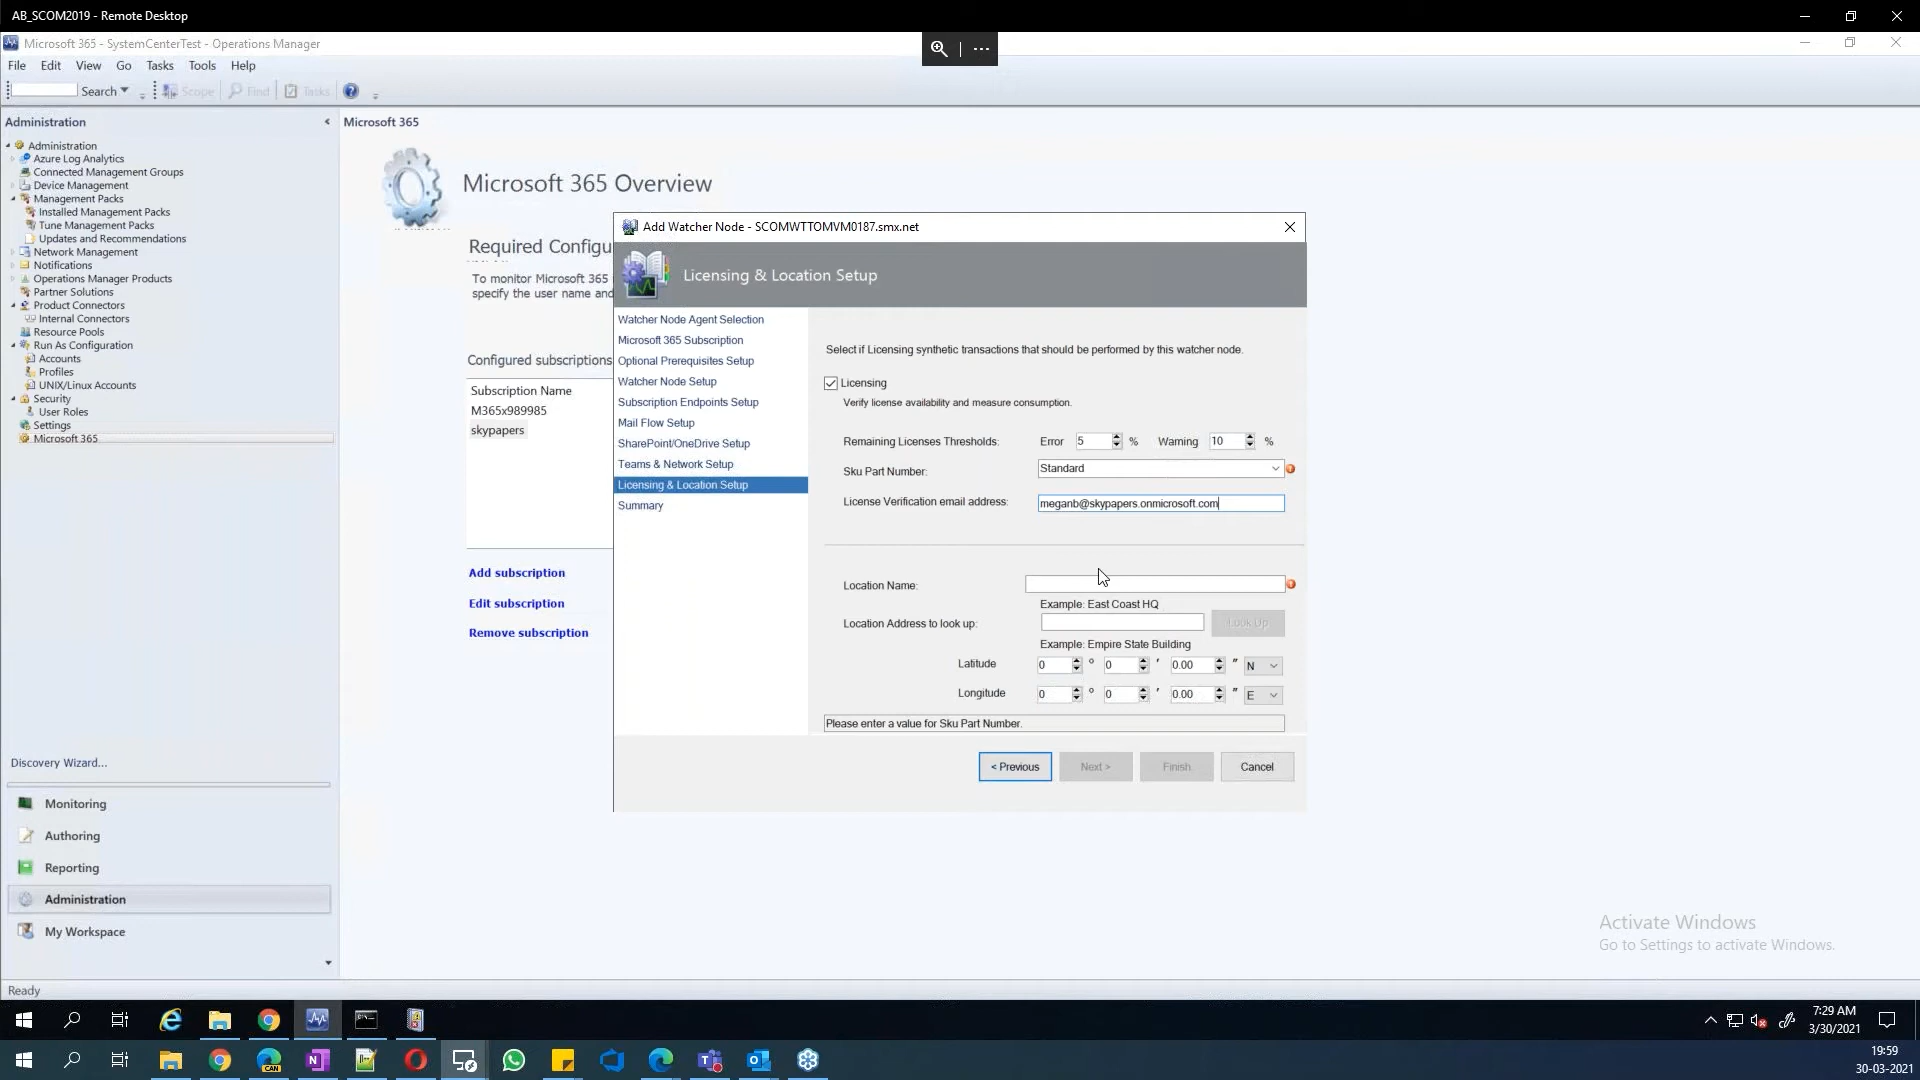 AB_SCOM2019 - Remote Desktop
Microsoft 365 - SystemCenterTest - Operations Manager
File Edit View Go Tasks Tools Help
Search Scope Find Tasks
Administration
Administration
Azure Log Analytics
Connected Management Groups
Device Management
Management Packs
Installed Management Packs
Tune Management Packs
Updates and Recommendations
Network Management
Notifications
Operations Manager Products
Partner Solutions
Product Connectors
Internal Connectors
Resource Pools
Run As Configuration
Accounts
Profiles
UNIX/Linux Accounts
Security
User Roles
Settings
Microsoft 365
Discovery Wizard...
Monitoring
Authoring
Reporting
Administration
My Workspace
Ready
Microsoft 365
Microsoft 365 Overview
Required Configu
To monitor Microsoft 365
specify the user name and
Configured subscriptions
Subscription Name
M365x989985
skypapers
Add subscription
Edit subscription
Remove subscription
Add Watcher Node - SCOMWTTOMVM0187.smx.net
Licensing & Location Setup
Watcher Node Agent Selection
Microsoft 365 Subscription
Optional Prerequisites Setup
Watcher Node Setup
Subscription Endpoints Setup
Mail Flow Setup
SharePoint/OneDrive Setup
Teams & Network Setup
Licensing & Location Setup
Summary
Select if Licensing synthetic transactions that should be performed by this watcher node.
Licensing
Verify license availability and measure consumption.
Remaining Licenses Thresholds: Error 5 % Warning 10 %
Sku Part Number: Standard
License Verification email address: meganb@skypapers.onmicrosoft.com
Location Name:
Example: East Coast HQ
Location Address to look up: Look Up
Example: Empire State Building
Latitude 0 ° 0 ' 0.00 " N
Longitude 0 ° 0 ' 0.00 " E
Please enter a value for Sku Part Number.
< Previous Next > Finish Cancel
Activate Windows
Go to Settings to activate Windows.
7:29 AM
3/30/2021
CAN
19:59
30-03-2021